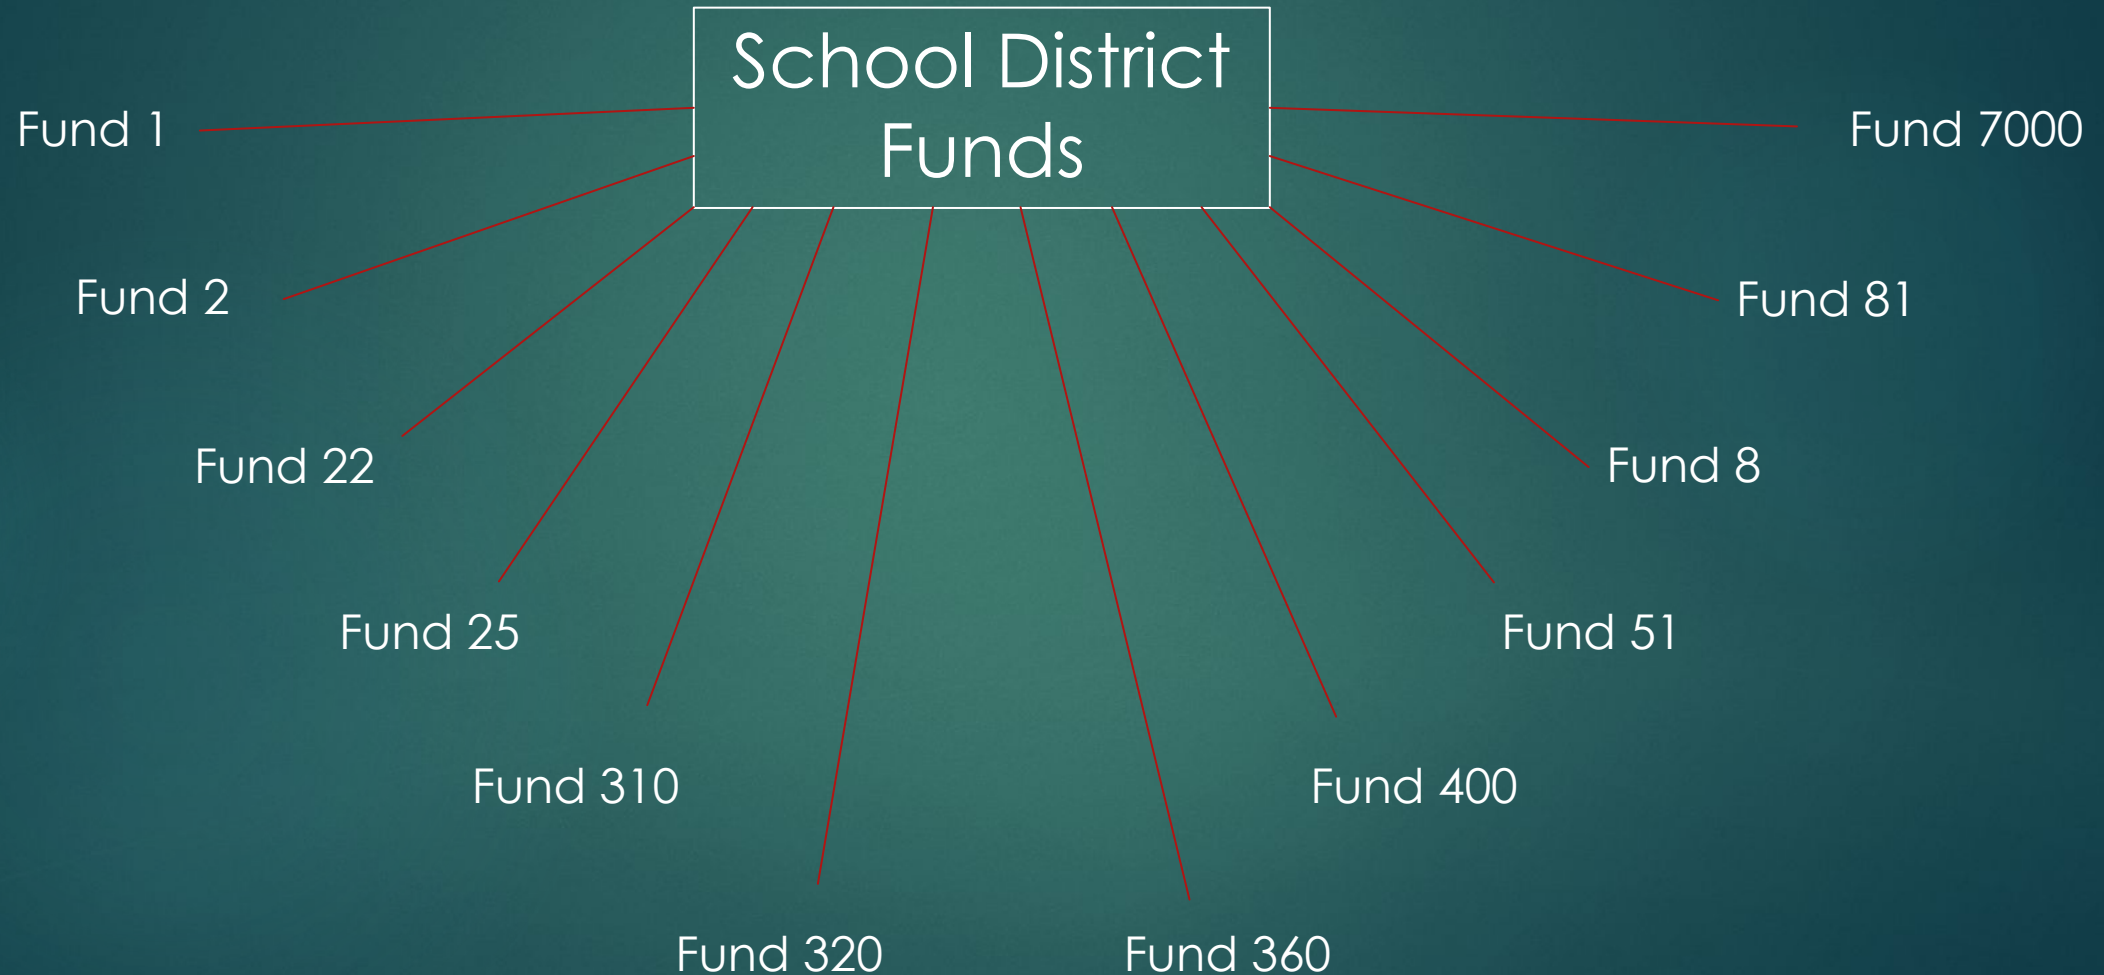 School District
Funds
Fund 1
Fund 7000
Fund 2
Fund 81
Fund 22
Fund 8
Fund 25
Fund 51
Fund 310
Fund 400
Fund 320
Fund 360